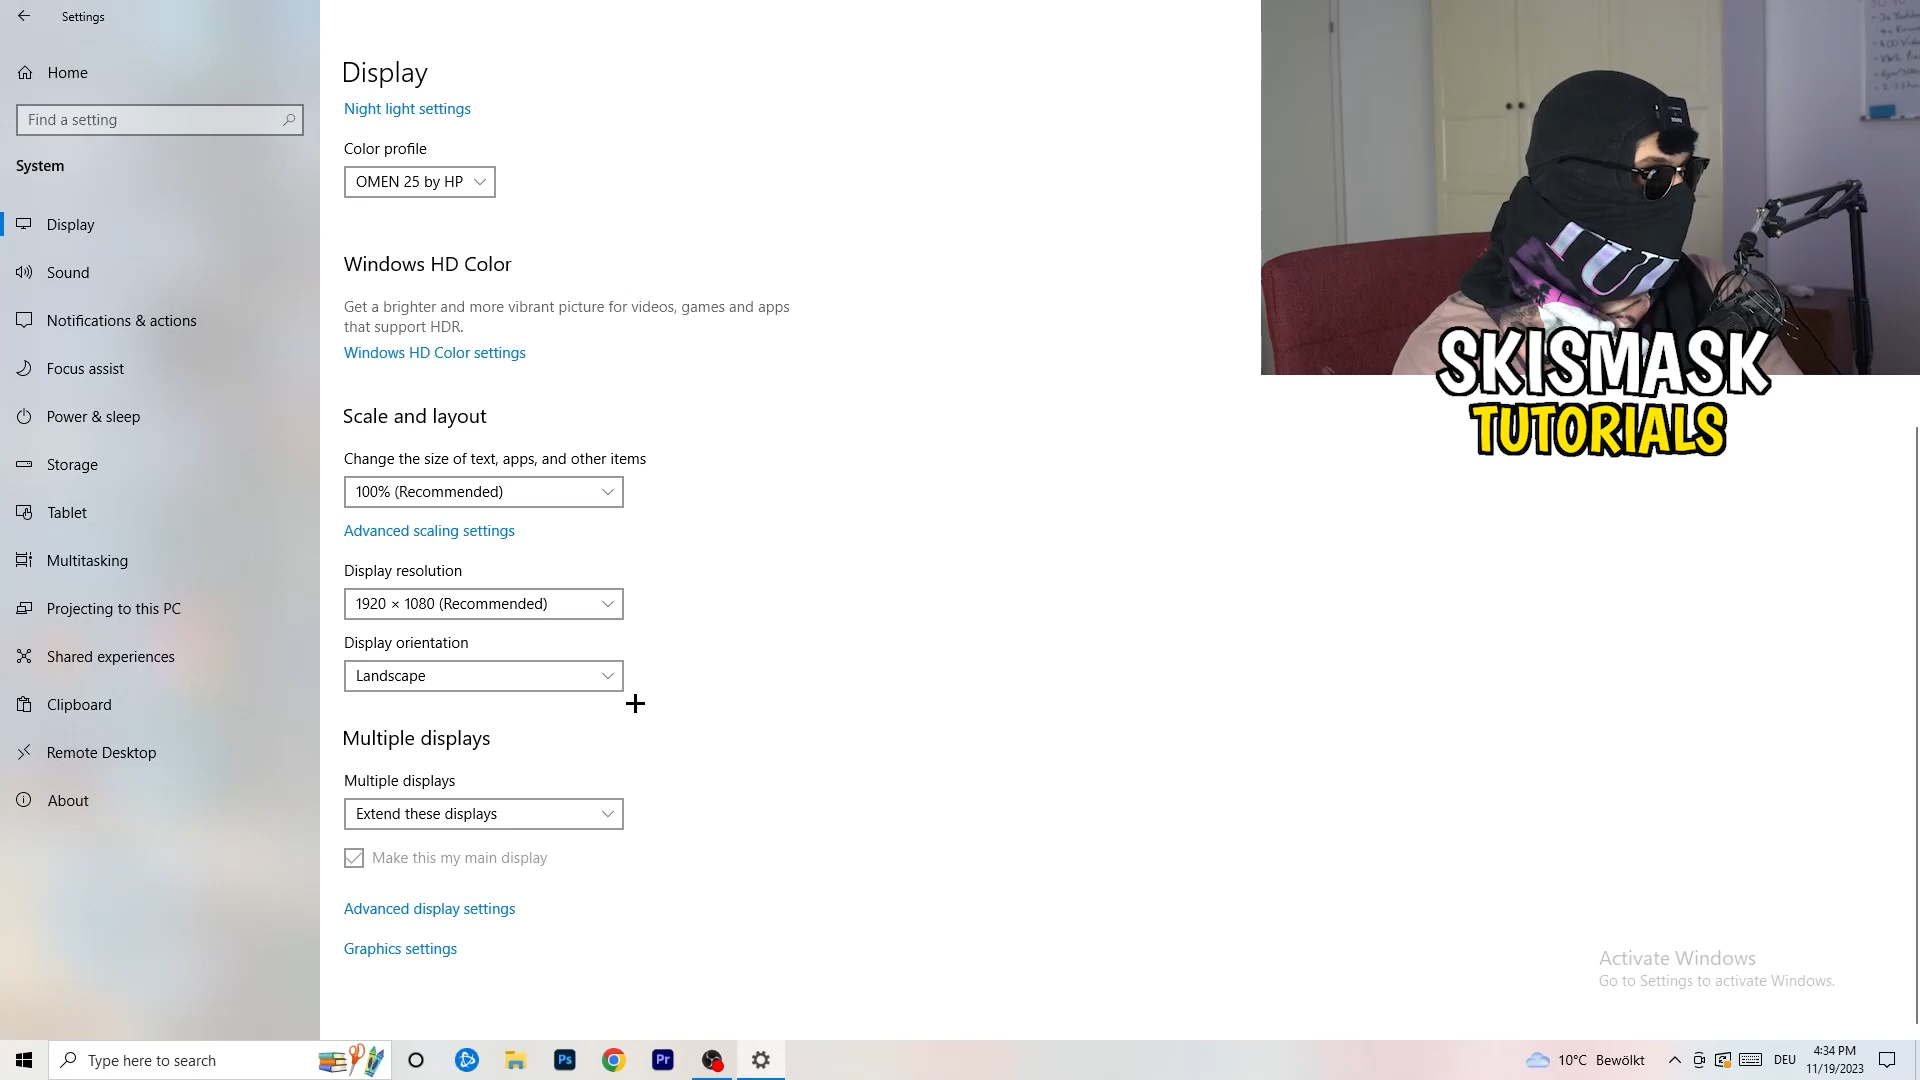 Settings
Home
Find a setting
System
Display
Sound
Notifications & actions
Focus assist
Power & sleep
Storage
Tablet
Multitasking
Projecting to this PC
Shared experiences
Clipboard
Remote Desktop
About
Display
Night light settings
Color profile
OMEN 25 by HP
Windows HD Color
Get a brighter and more vibrant picture for videos, games and apps
that support HDR.
Windows HD Color settings
Scale and layout
Change the size of text, apps, and other items
100% (Recommended)
Advanced scaling settings
Display resolution
1920 × 1080 (Recommended)
Display orientation
Landscape
Multiple displays
Multiple displays
Extend these displays
Make this my main display
Advanced display settings
Graphics settings
SKISMASK
TUTORIALS
Activate Windows
Go to Settings to activate Windows.
Type here to search
Ps
Pr
10°C Bewölkt
DEU
4:34 PM
11/19/2023